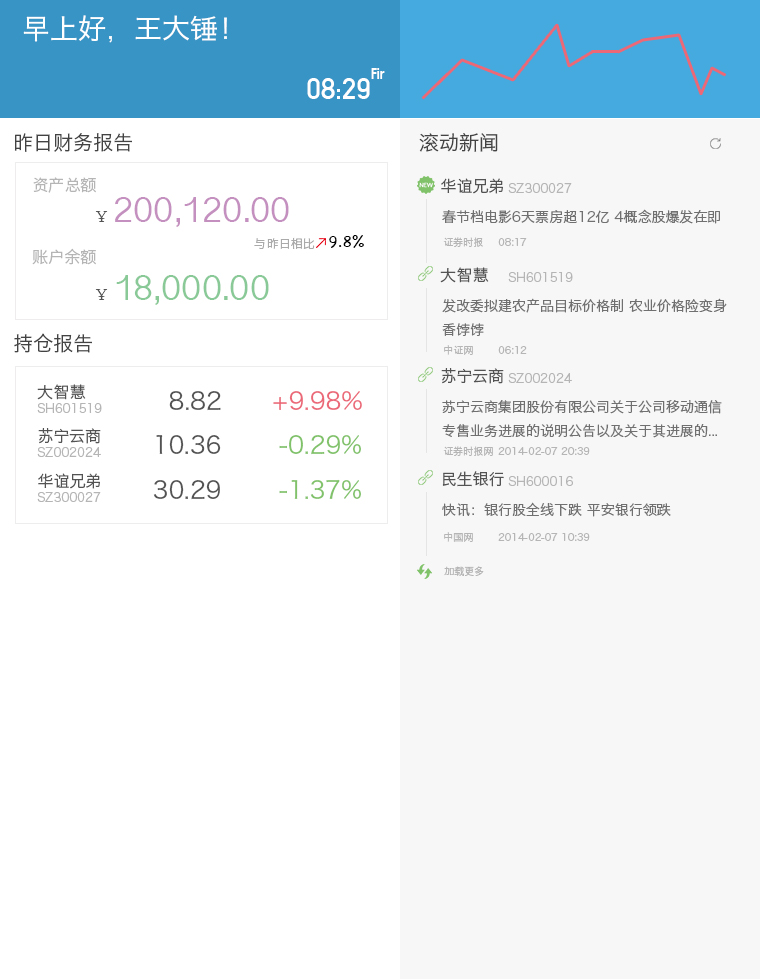 早上好，王大锤！
08:29 Fir
昨日财务报告
资产总额
¥ 200,120.00
与昨日相比 9.8%
账户余额
¥ 18,000.00
持仓报告
大智慧 8.82 +9.98%
SH601519
苏宁云商 10.36 -0.29%
SZ002024
华谊兄弟 30.29 -1.37%
SZ300027
滚动新闻
NEW 华谊兄弟 SZ300027
春节档电影6天票房超12亿 4概念股爆发在即
证券时报 08:17
大智慧 SH601519
发改委拟建农产品目标价格制 农业价格险变身
香饽饽
中证网 06:12
苏宁云商 SZ002024
苏宁云商集团股份有限公司关于公司移动通信
专售业务进展的说明公告以及关于其进展的...
证券时报网 2014-02-07 20:39
民生银行 SH600016
快讯：银行股全线下跌 平安银行领跌
中国网 2014-02-07 10:39
加载更多